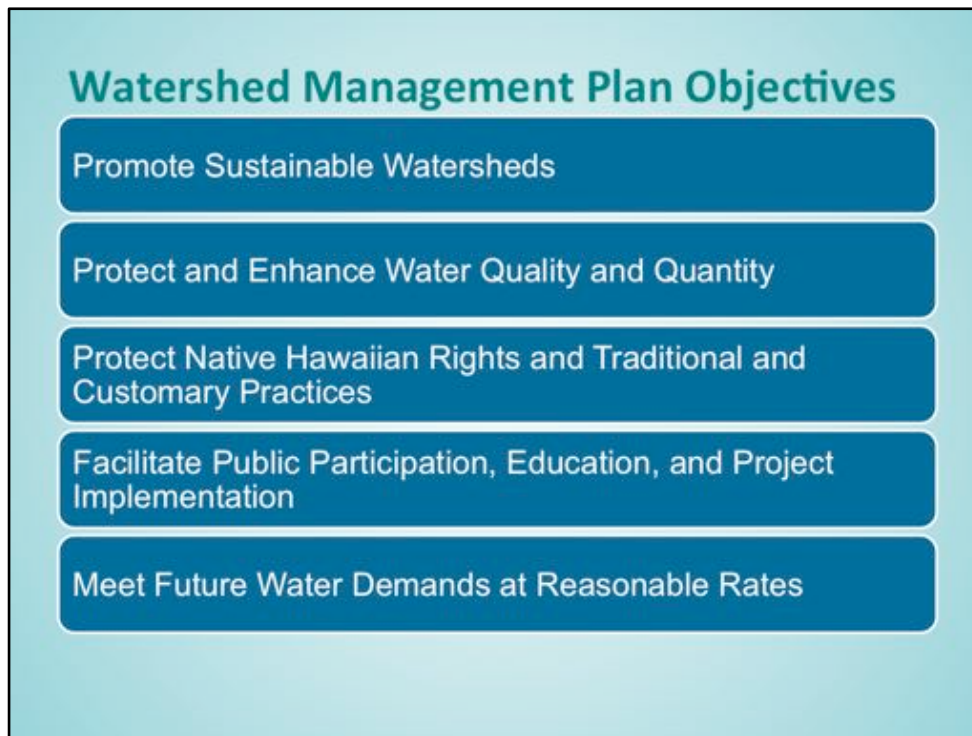 Watershed Management Plan Objectives
Promote Sustainable Watersheds
Protect and Enhance Water Quality and Quantity
Protect Native Hawaiian Rights and Traditional and
Customary Practices
Facilitate Public Participation, Education, and Project
Implementation
Meet Future Water Demands at Reasonable Rates